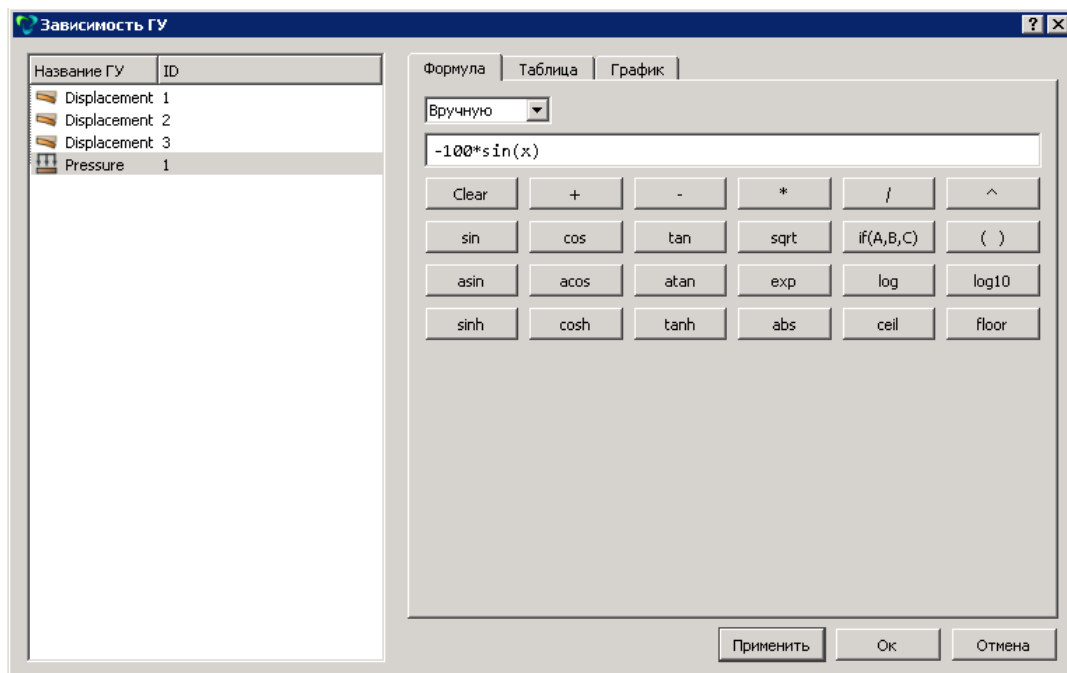 Зависимость ГУ
Название ГУ ID
Displacement 1
Displacement 2
Displacement 3
Pressure 1
Формула Таблица График
Вручную
-100*sin(x)
Clear + - * / ^
sin cos tan sqrt if(A,B,C) ( )
asin acos atan exp log log10
sinh cosh tanh abs ceil floor
Применить Ок Отмена